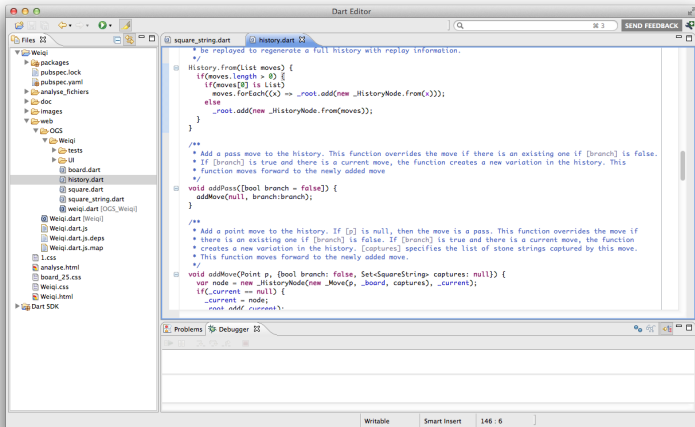 Dart Editor
⌘ 3
SEND FEEDBACK
Files
square_string.dart
history.dart
Weiqi
packages
pubspec.lock
pubspec.yaml
analyse_fichiers
doc
images
web
OGS
Weiqi
tests
UI
board.dart
history.dart
square.dart
square_string.dart
weiqi.dart [OGS_Weiqi]
Weiqi.dart [Weiqi]
Weiqi.dart.js
Weiqi.dart.js.deps
Weiqi.dart.js.map
1.css
analyse.html
board_25.css
Weiqi.css
Weiqi.html
Dart SDK
* be replayed to regenerate a full history with replay information.
*/
History.from(List moves) {
if(moves.length > 0) {
if(moves[0] is List)
moves.forEach((x) => _root.add(new _HistoryNode.from(x)));
else
_root.add(new _HistoryNode.from(moves));
}
}
/**
* Add a pass move to the history. This function overrides the move if there is an existing one if [branch] is false.
* If [branch] is true and there is a current move, the function creates a new variation in the history. This
* function moves forward to the newly added move
*/
void addPass([bool branch = false]) {
addMove(null, branch:branch);
}
/**
* Add a point move to the history. If [p] is null, then the move is a pass. This function overrides the move if
* there is an existing one if [branch] is false. If [branch] is true and there is a current move, the function
* creates a new variation in the history. [captures] specifies the list of stone strings captured by this move.
* This function moves forward to the newly added move.
*/
void addMove(Point p, {bool branch: false, Set<SquareString> captures: null}) {
var node = new _HistoryNode(new _Move(p, _board, captures), _current);
if(_current == null) {
_current = node;
_root.add(_current);
Problems
Debugger
Writable
Smart Insert
146 : 6